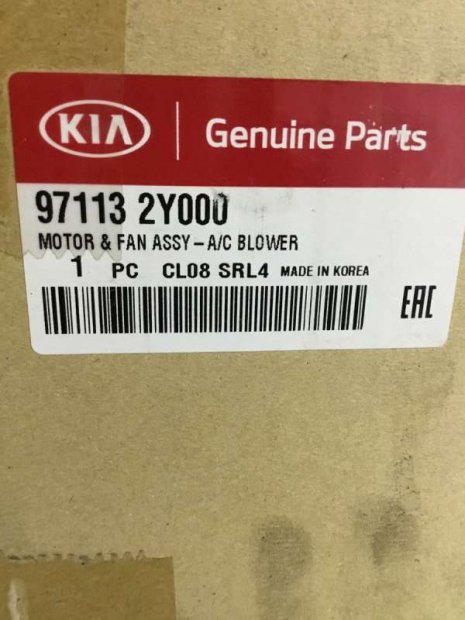 KIA Genuine Parts
97113 2Y000
MOTOR & FAN ASSY-A/C BLOWER
1 PC CL08 SRL4 MADE IN KOREA
EAC